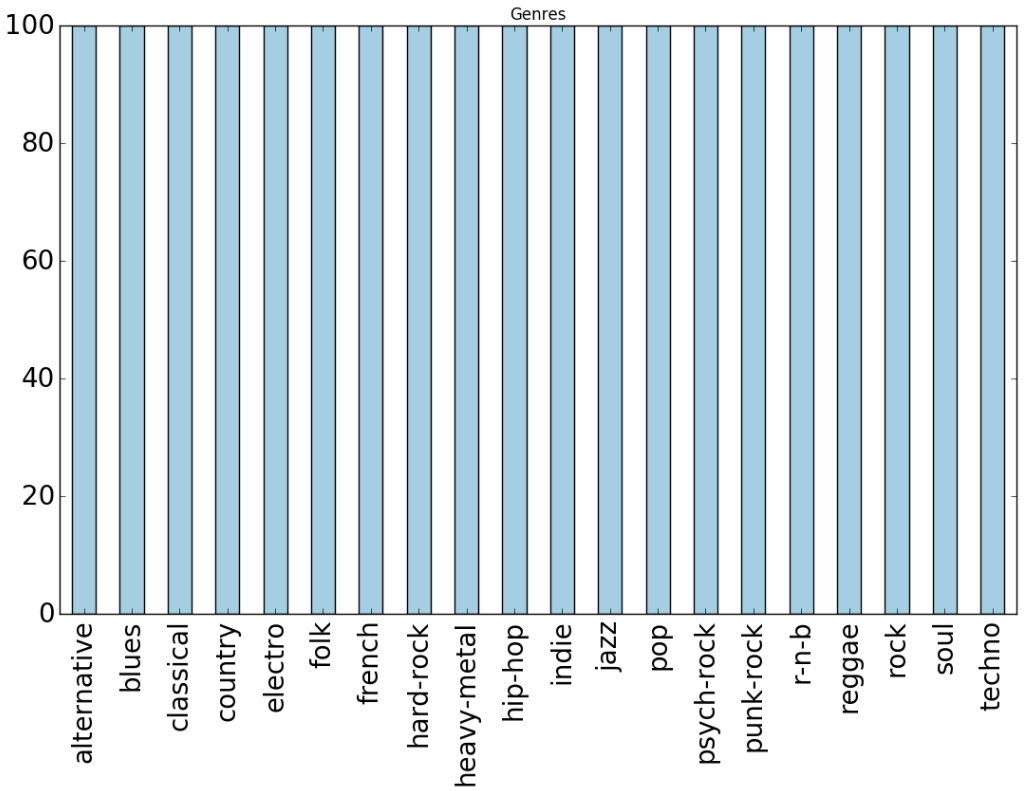 Genres
100
80
60
40
20
0
alternative
blues
classical
country
electro
folk
french
hard-rock
heavy-metal
hip-hop
indie
jazz
pop
psych-rock
punk-rock
r-n-b
reggae
rock
soul
techno